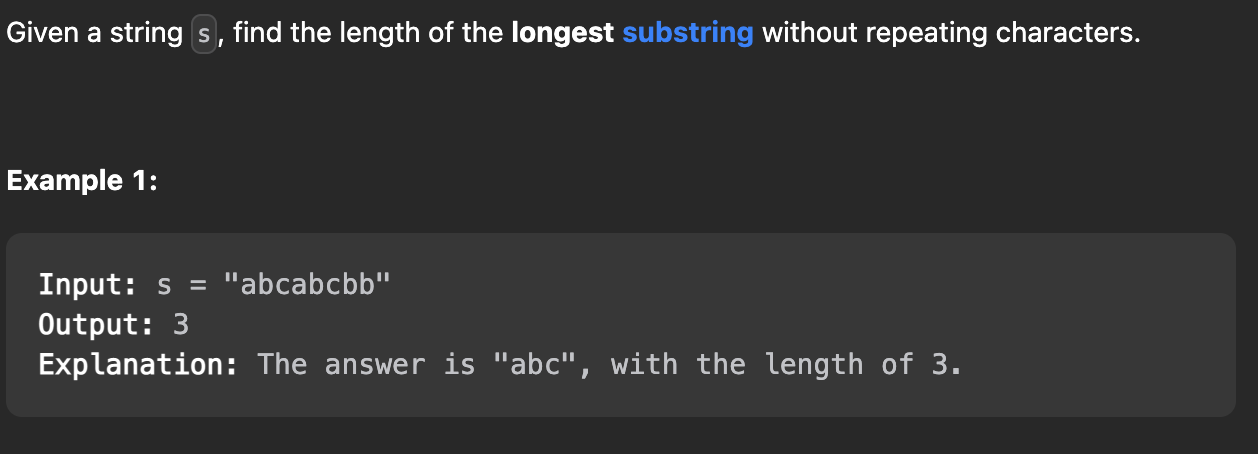 Given a string s, find the length of the longest substring without repeating characters.
Example 1:
Input: s = "abcabcbb"
Output: 3
Explanation: The answer is "abc", with the length of 3.